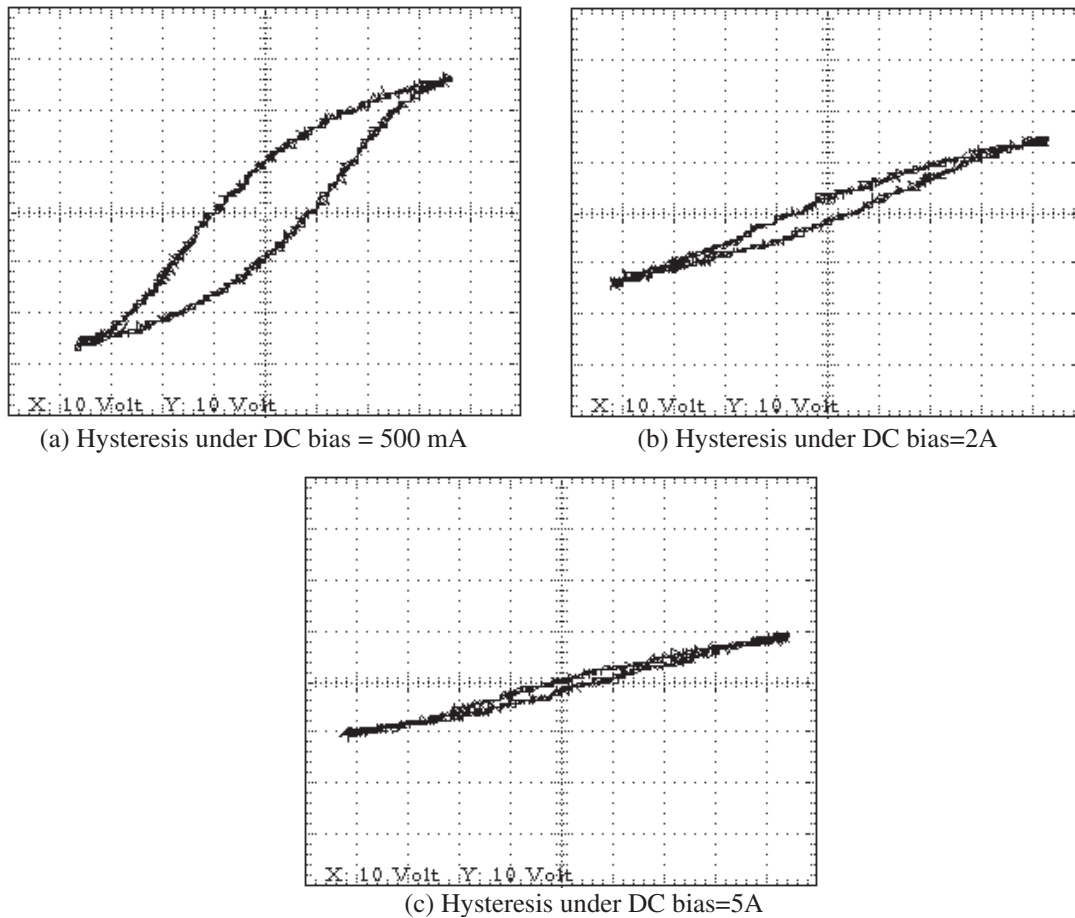 X: 10 Volt Y: 10 Volt
(a) Hysteresis under DC bias = 500 mA
X: 10 Volt Y: 10 Volt
(b) Hysteresis under DC bias=2A
X: 10 Volt Y: 10 Volt
(c) Hysteresis under DC bias=5A